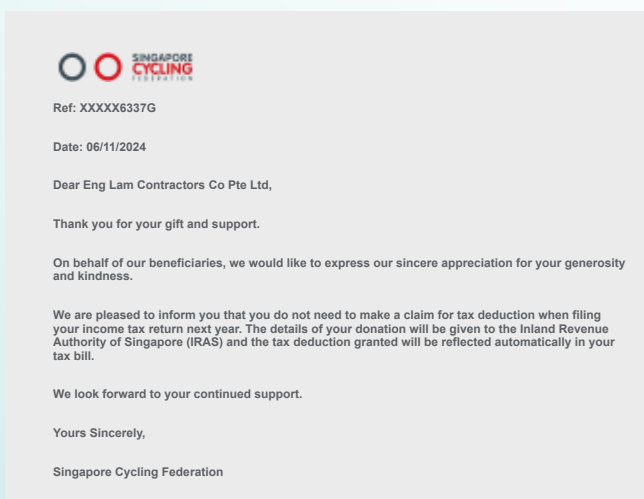 SINGAPORE
CYCLING
FEDERATION
Ref: XXXXX6337G
Date: 06/11/2024
Dear Eng Lam Contractors Co Pte Ltd,
Thank you for your gift and support.
On behalf of our beneficiaries, we would like to express our sincere appreciation for your generosity
and kindness.
We are pleased to inform you that you do not need to make a claim for tax deduction when filing
your income tax return next year. The details of your donation will be given to the Inland Revenue
Authority of Singapore (IRAS) and the tax deduction granted will be reflected automatically in your
tax bill.
We look forward to your continued support.
Yours Sincerely,
Singapore Cycling Federation